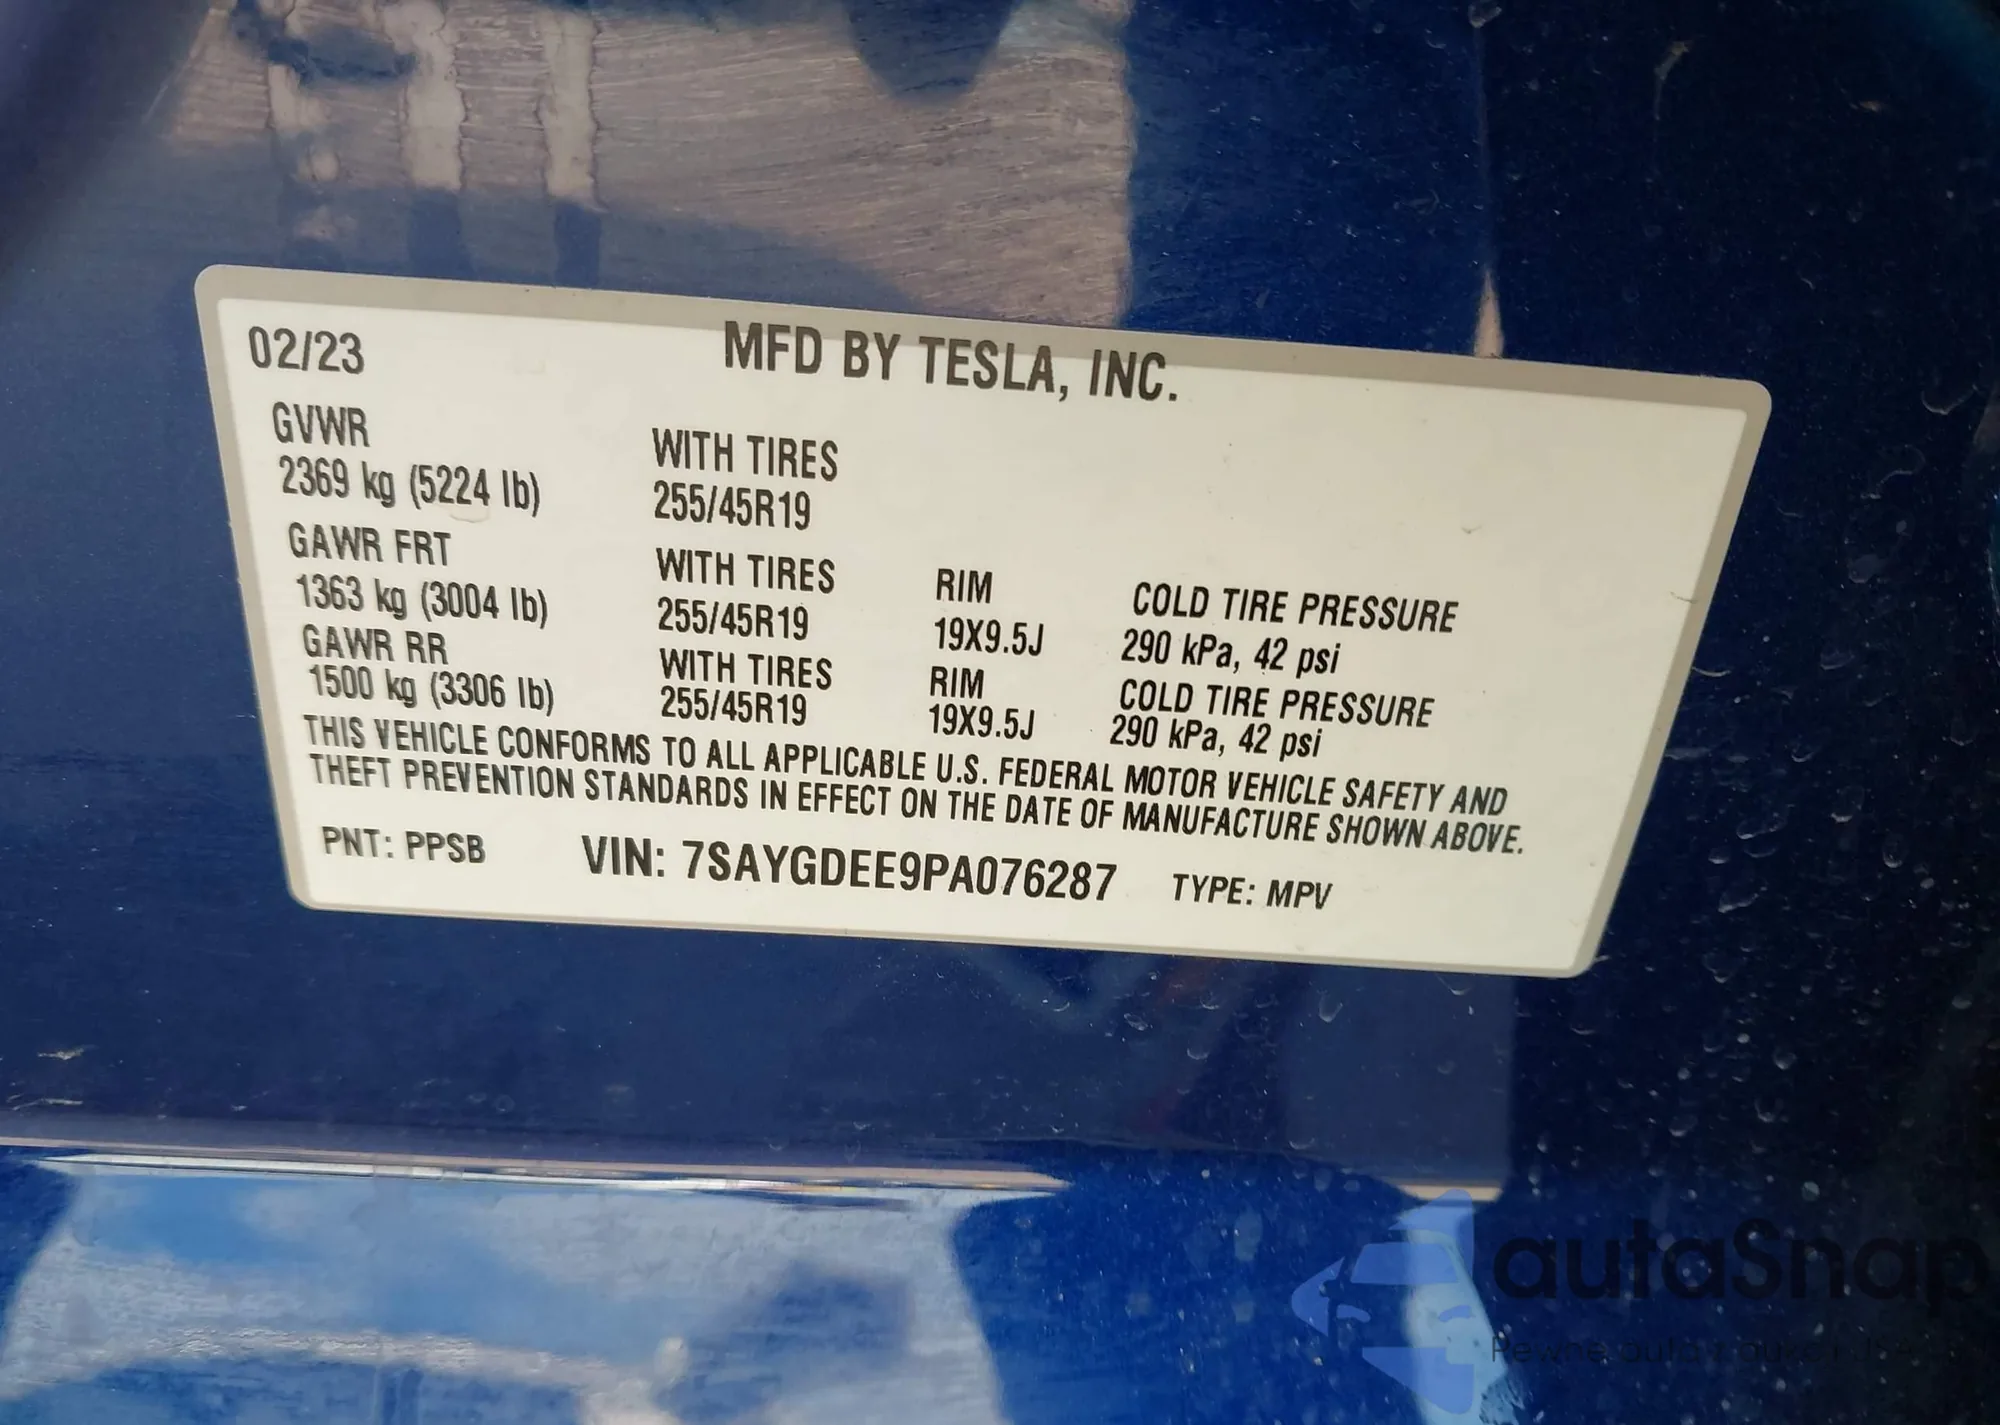 02/23 MFD BY TESLA, INC.
GVWR WITH TIRES
2369 kg (5224 lb) 255/45R19
GAWR FRT WITH TIRES RIM COLD TIRE PRESSURE
1363 kg (3004 lb) 255/45R19 19X9.5J 290 kPa, 42 psi
GAWR RR WITH TIRES RIM COLD TIRE PRESSURE
1500 kg (3306 lb) 255/45R19 19X9.5J 290 kPa, 42 psi
THIS VEHICLE CONFORMS TO ALL APPLICABLE U.S. FEDERAL MOTOR VEHICLE SAFETY AND
THEFT PREVENTION STANDARDS IN EFFECT ON THE DATE OF MANUFACTURE SHOWN ABOVE.
PNT: PPSB VIN: 7SAYGDEE9PA076287 TYPE: MPV
autaSnap
Pewne auta z